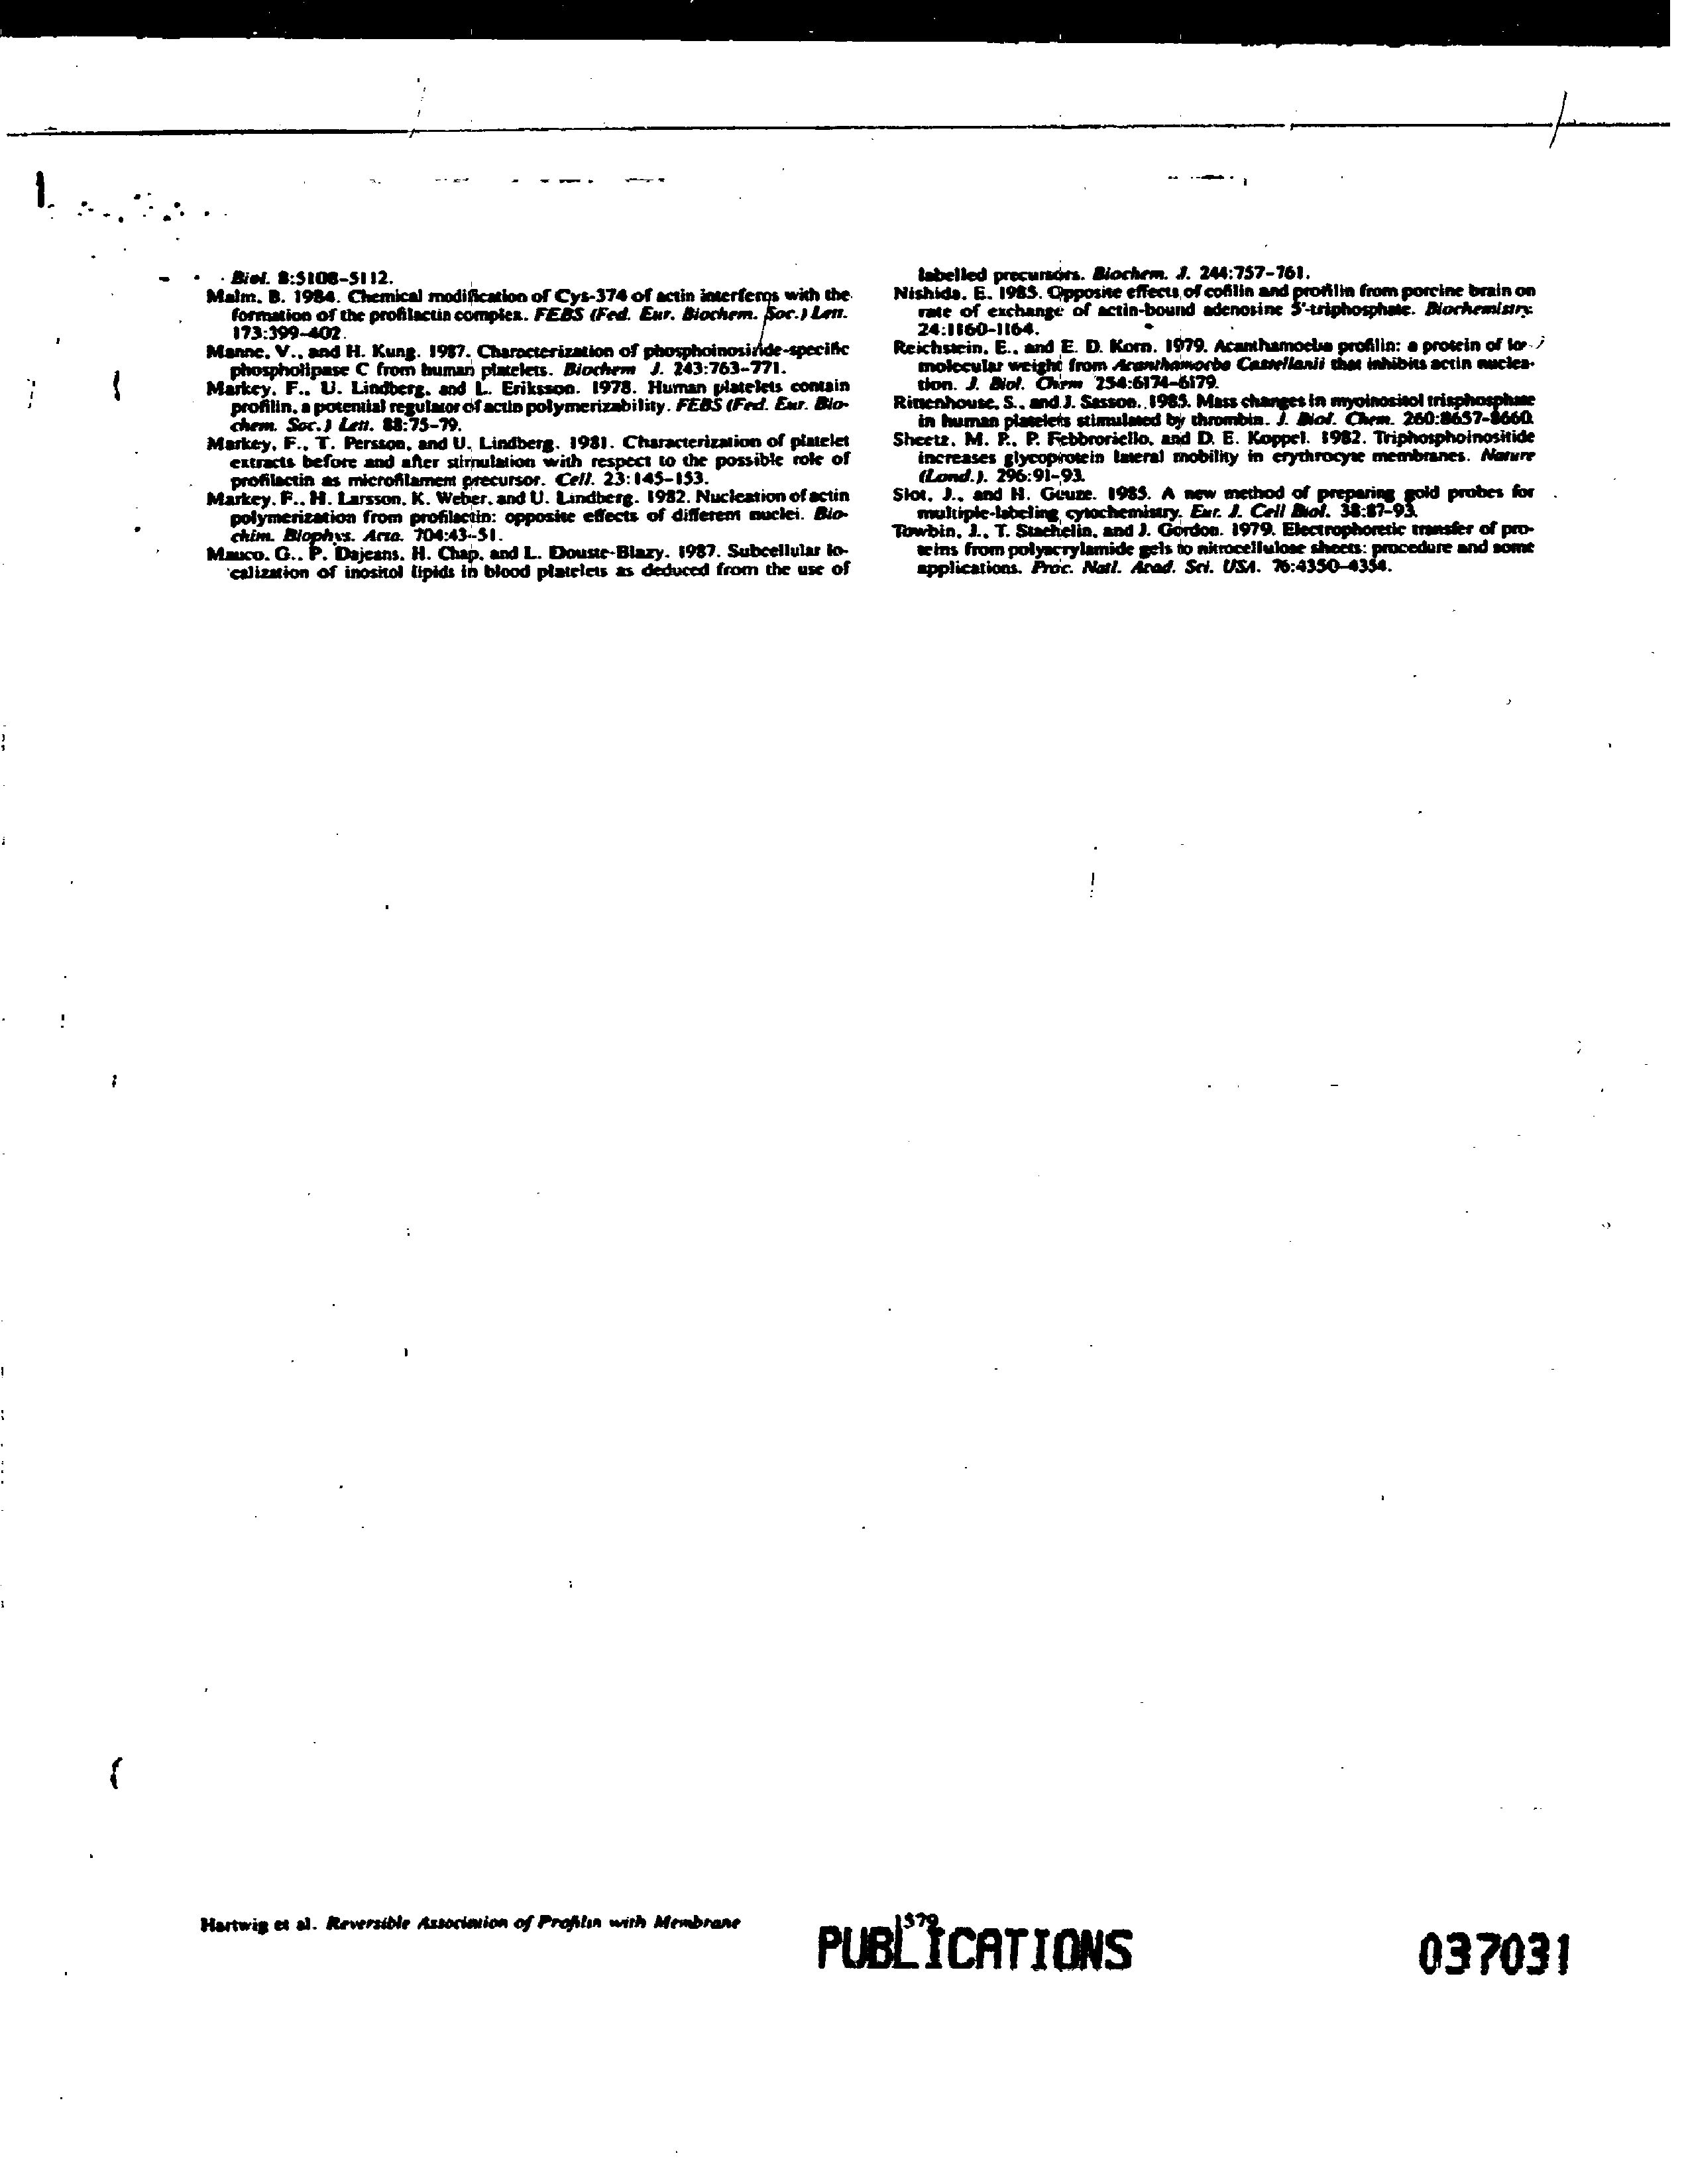 Biol. 8:5108-5112.
Malm, B. 1984. Chemical modification of Cys-374 of actin interferos with the
formation of the profilactin complex. FEBS (Fed. Eur. Biochem. Soc.) Lett.
173:399-402.
Manne, V., and H. Kung. 1987. Characterization of phosphoinositide-specific
phospholipase C from human platelets. Biochem J. 243:763-771.
Markey, F., U. Lindberg, and L. Eriksson. 1978. Human platelets contain
profilin, a potential regulator of actin polymerizability. FEBS (Fed. Eur. Bio-
chem. Soc.) Lett. 88:75-79.
Markey, F., T. Persson, and U. Lindberg. 1981. Characterization of platelet
extracts before and after stimulation with respect to the possible role of
profilactin as microfilament precursor. Cell. 23:145-153.
Markey, F., H. Larsson, K. Weber, and U. Lindberg. 1982. Nucleation of actin
polymerization from profilactin: opposite effects of different nuclei. Bio-
chim. Biophys. Acta. 704:43-51.
Mauco, G., P. Dajeans, H. Chap, and L. Douste-Blazy. 1987. Subcellular lo-
calization of inositol lipids in blood platelets as deduced from the use of
labelled precursors. Biochem. J. 244:757-761.
Nishida, E. 1985. Opposite effects of cofilin and profilin from porcine brain on
rate of exchange of actin-bound adenosine 5'-triphosphate. Biochemistry.
24:1160-1164.
Reichstein, E., and E. D. Korn. 1979. Acanthamoeba profilin: a protein of lor
molecular weight from Acanthamoeba Castellanii that inhibits actin nuclea-
tion. J. Biol. Chem 254:6174-6179.
Rittenhouse, S., and J. Sasson. 1985. Mass changes in myoinositol trisphosphate
in human platelets stimulated by thrombin. J. Biol. Chem. 260:8657-8660.
Sheetz, M. P., P. Febbroriello, and D. E. Koppel. 1982. Triphosphoinositide
increases glycoprotein lateral mobility in erythrocyte membranes. Nature
(Lond.). 296:91-93.
Slot, J., and H. Geuze. 1985. A new method of preparing gold probes for
multiple-labeling cytochemistry. Eur. J. Cell Biol. 38:87-93.
Towbin, J., T. Staehelin, and J. Gordon. 1979. Electrophoretic transfer of pro-
teins from polyacrylamide gels to nitrocellulose sheets: procedure and some
applications. Proc. Natl. Acad. Sci. USA. 76:4350-4354.
Hartwig et al. Reversible Association of Profilin with Membrane
1579
PUBLICATIONS
037031